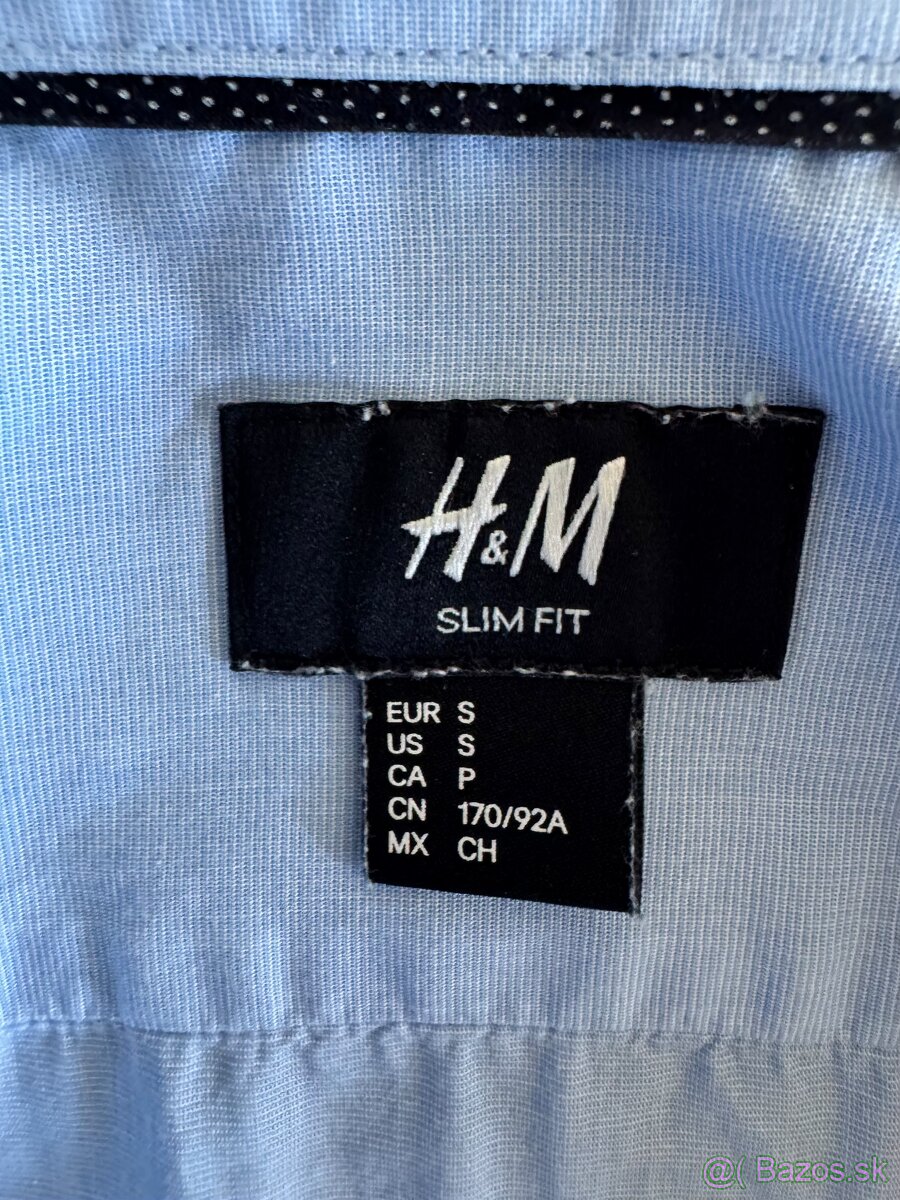 H&M
SLIM FIT
EUR S
US S
CA P
CN 170/92A
MX CH
@( Bazos.sk